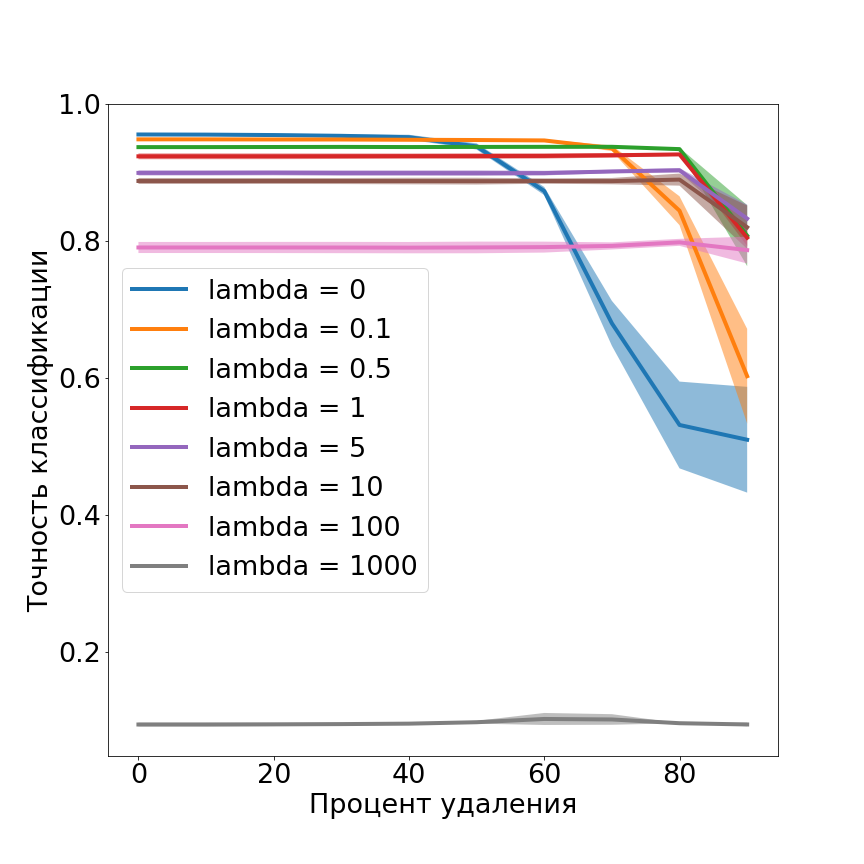 1.0
0.8
0.6
0.4
0.2
Точность классификации
lambda = 0
lambda = 0.1
lambda = 0.5
lambda = 1
lambda = 5
lambda = 10
lambda = 100
lambda = 1000
0 20 40 60 80
Процент удаления